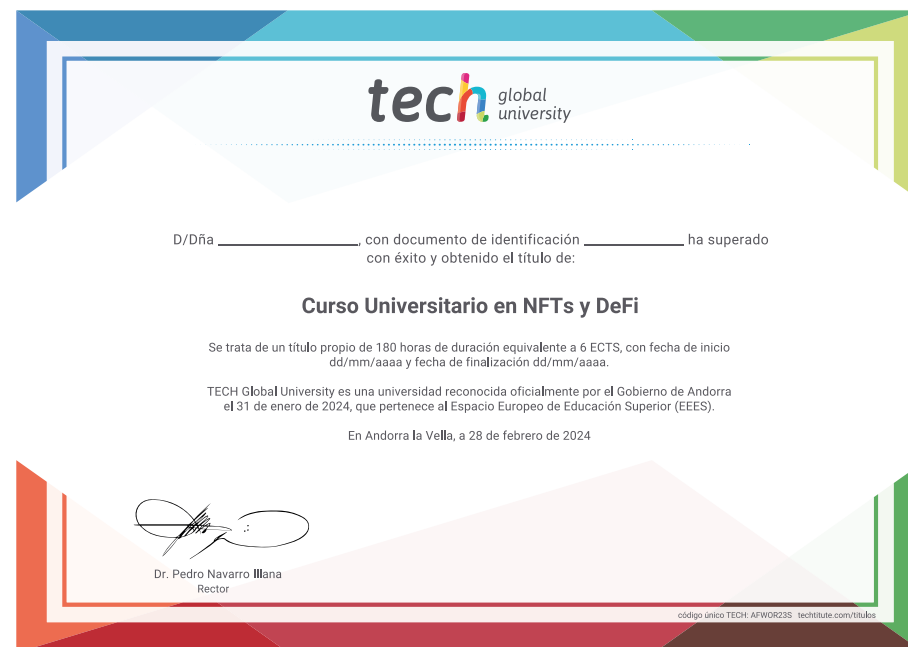 tech global university
D/Dña ____________________, con documento de identificación ______________ ha superado
con éxito y obtenido el título de:
Curso Universitario en NFTs y DeFi
Se trata de un título propio de 180 horas de duración equivalente a 6 ECTS, con fecha de inicio
dd/mm/aaaa y fecha de finalización dd/mm/aaaa.
TECH Global University es una universidad reconocida oficialmente por el Gobierno de Andorra
el 31 de enero de 2024, que pertenece al Espacio Europeo de Educación Superior (EEES).
En Andorra la Vella, a 28 de febrero de 2024
Dr. Pedro Navarro Illana
Rector
código único TECH: AFWOR23S techtitute.com/titulos